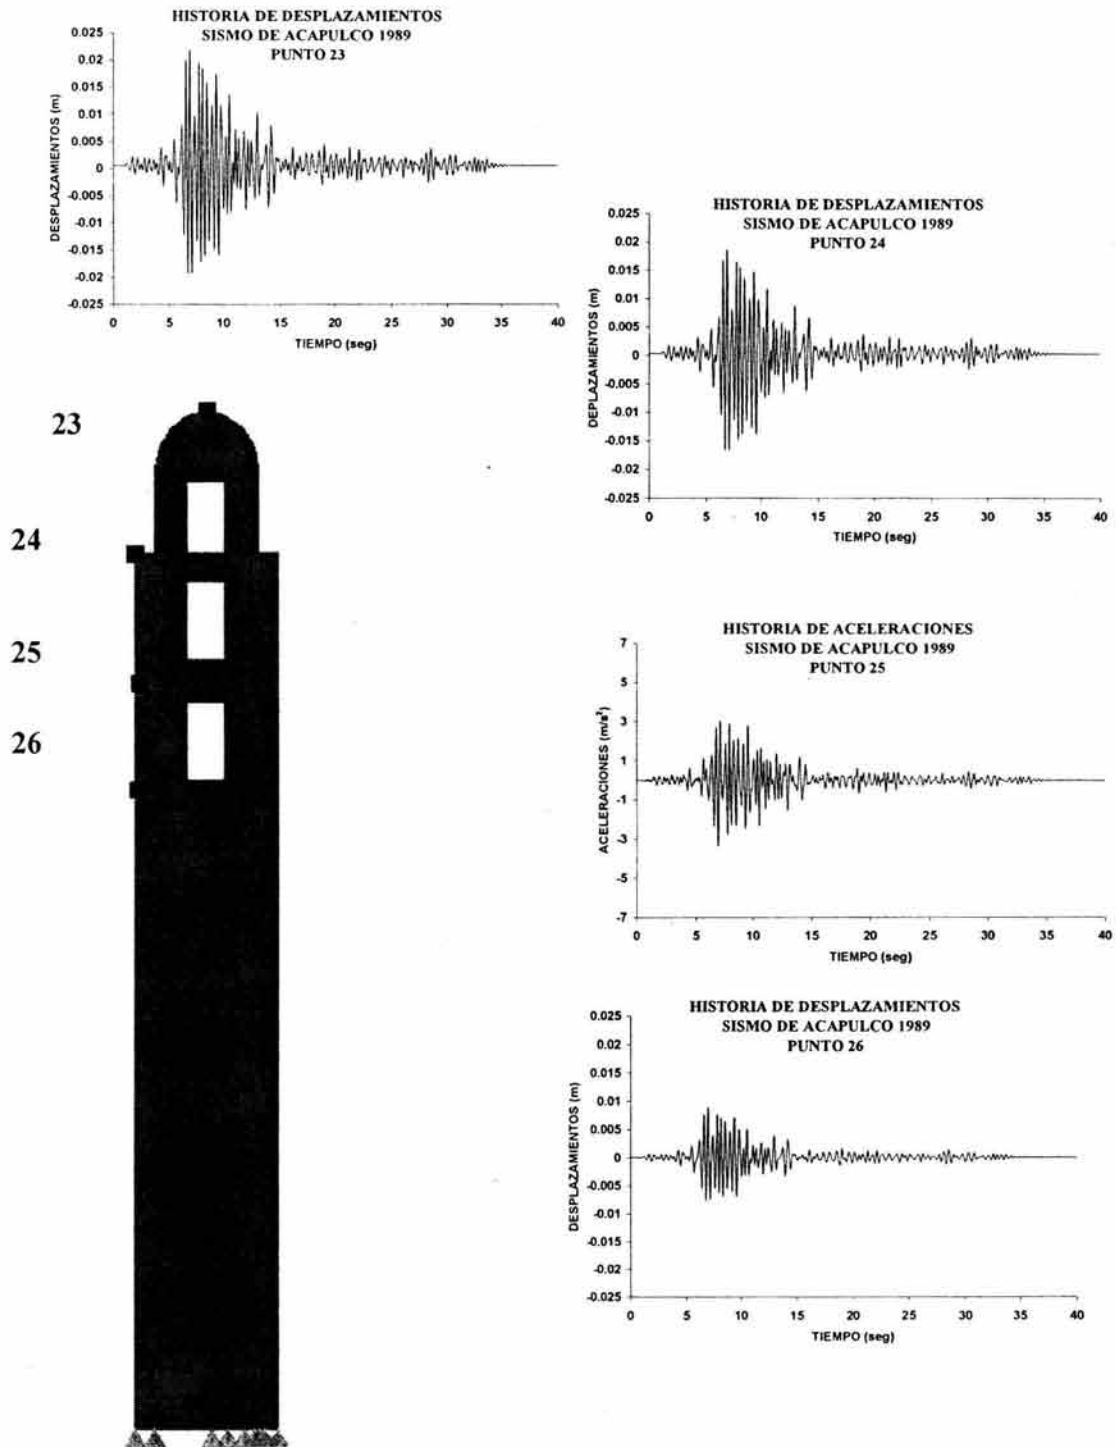 HISTORIA DE DESPLAZAMIENTOS
SISMO DE ACAPULCO 1989
PUNTO 23
DESPLAZAMIENTOS (m)
0.025
0.02
0.015
0.01
0.005
0
-0.005
-0.01
-0.015
-0.02
-0.025
0 5 10 15 20 25 30 35 40
TIEMPO (seg)
HISTORIA DE DESPLAZAMIENTOS
SISMO DE ACAPULCO 1989
PUNTO 24
DEPLAZAMIENTOS (m)
0.025
0.02
0.015
0.01
0.005
0
-0.005
-0.01
-0.015
-0.02
-0.025
0 5 10 15 20 25 30 35 40
TIEMPO (seg)
23
24
25
26
HISTORIA DE ACELERACIONES
SISMO DE ACAPULCO 1989
PUNTO 25
ACELERACIONES (m/s²)
7
5
3
1
-1
-3
-5
-7
0 5 10 15 20 25 30 35 40
TIEMPO (seg)
HISTORIA DE DESPLAZAMIENTOS
SISMO DE ACAPULCO 1989
PUNTO 26
DESPLAZAMIENTOS (m)
0.025
0.02
0.015
0.01
0.005
0
-0.005
-0.01
-0.015
-0.02
-0.025
0 5 10 15 20 25 30 35 40
TIEMPO (seg)